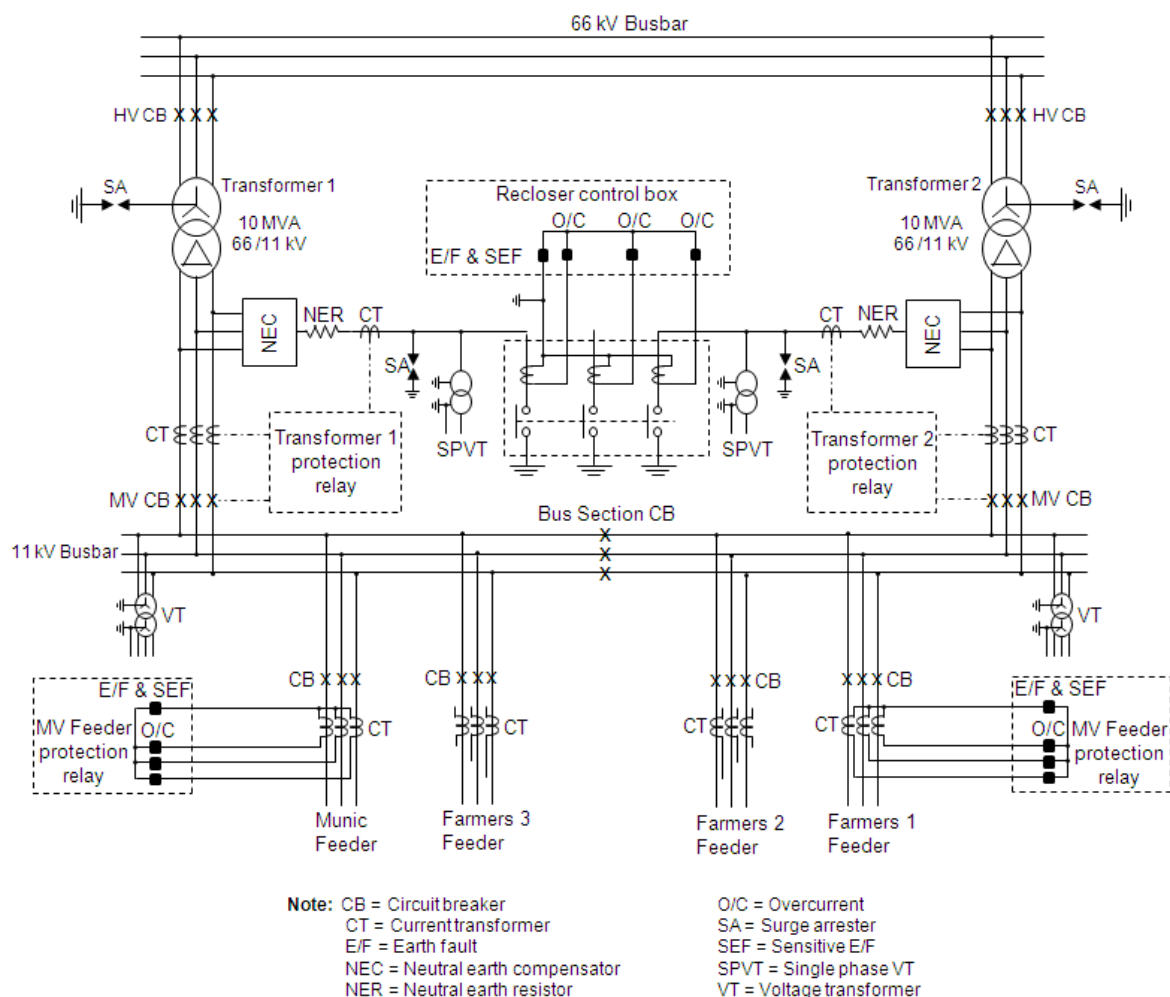 66 kV Busbar
HV CB
HV CB
SA
Transformer 1
10 MVA
66 /11 kV
Recloser control box
O/C
O/C
O/C
E/F & SEF
Transformer 2
10 MVA
66 /11 kV
SA
NEC
NER
CT
SA
SPVT
CT
NER
NEC
SA
SPVT
CT
Transformer 1
protection
relay
MV CB
Transformer 2
protection
relay
CT
MV CB
Bus Section CB
11 kV Busbar
VT
VT
E/F & SEF
MV Feeder
protection
relay
O/C
CB
CT
CB
CT
CB
CT
CB
CT
E/F & SEF
O/C
MV Feeder
protection
relay
Munic
Feeder
Farmers 3
Feeder
Farmers 2
Feeder
Farmers 1
Feeder
Note: CB = Circuit breaker
CT = Current transformer
E/F = Earth fault
NEC = Neutral earth compensator
NER = Neutral earth resistor
O/C = Overcurrent
SA = Surge arrester
SEF = Sensitive E/F
SPVT = Single phase VT
VT = Voltage transformer